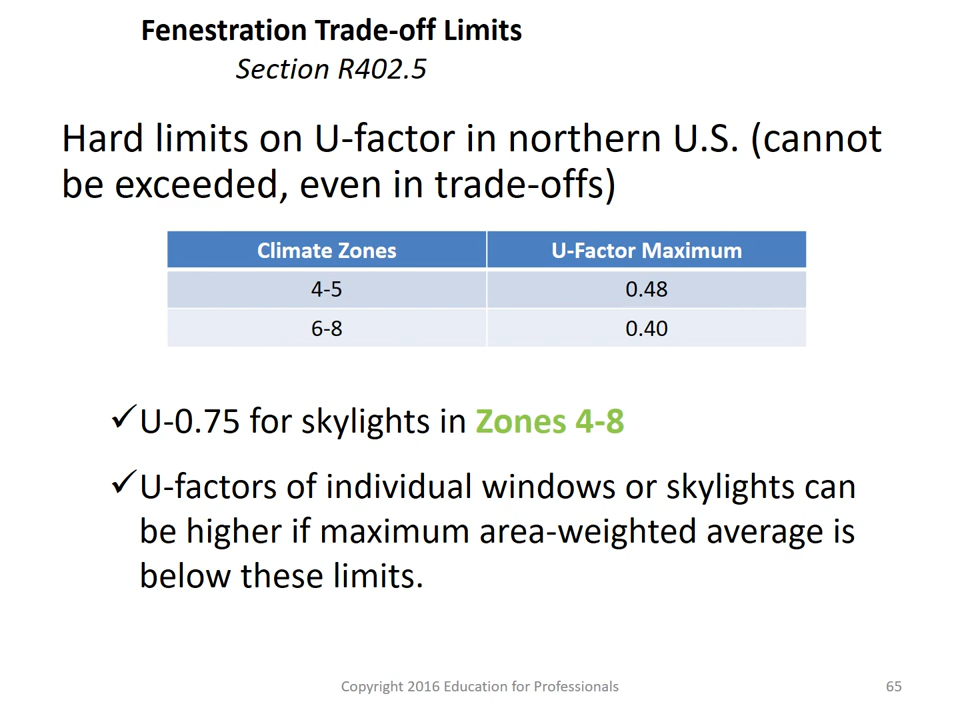 Fenestration Trade-off Limits
Section R402.5
Hard limits on U-factor in northern U.S. (cannot
be exceeded, even in trade-offs)
Climate Zones U-Factor Maximum
4-5 0.48
6-8 0.40
✓U-0.75 for skylights in Zones 4-8
✓U-factors of individual windows or skylights can
be higher if maximum area-weighted average is
below these limits.
Copyright 2016 Education for Professionals 65